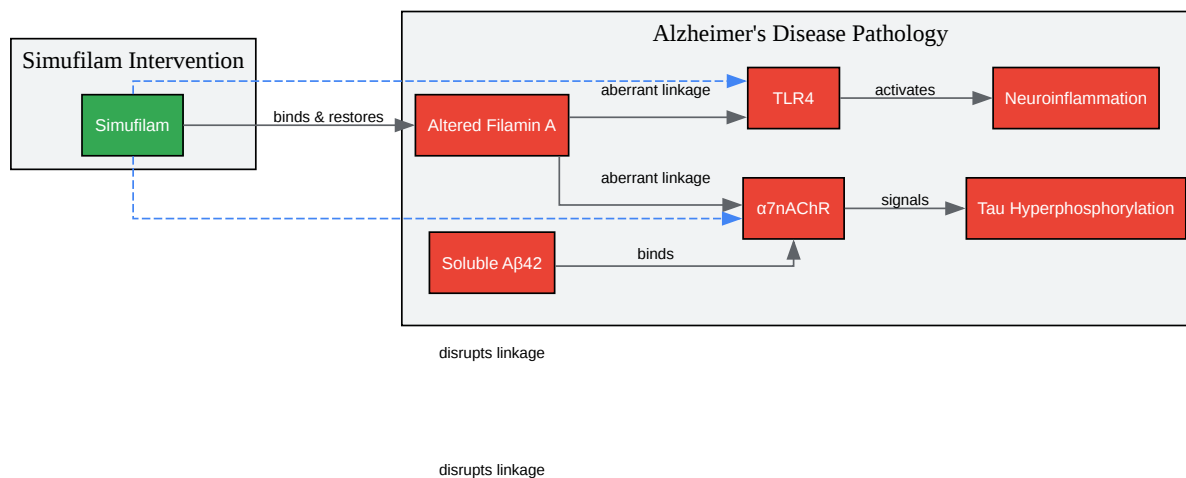 Alzheimer's Disease Pathology
Simufilam Intervention
aberrant linkage
TLR4
activates
Neuroinflammation
Simufilam
binds & restores
Altered Filamin A
aberrant linkage
α7nAChR
signals
Tau Hyperphosphorylation
Soluble Aβ42
binds
disrupts linkage
disrupts linkage